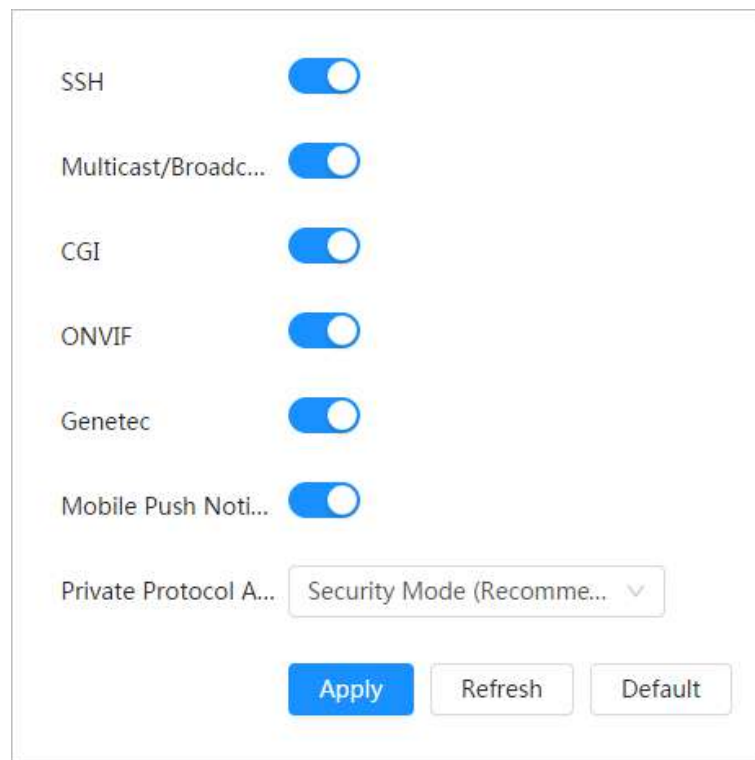 SSH
Multicast/Broadc...
CGI
ONVIF
Genetec
Mobile Push Noti...
Private Protocol A... Security Mode (Recomme...
Apply Refresh Default